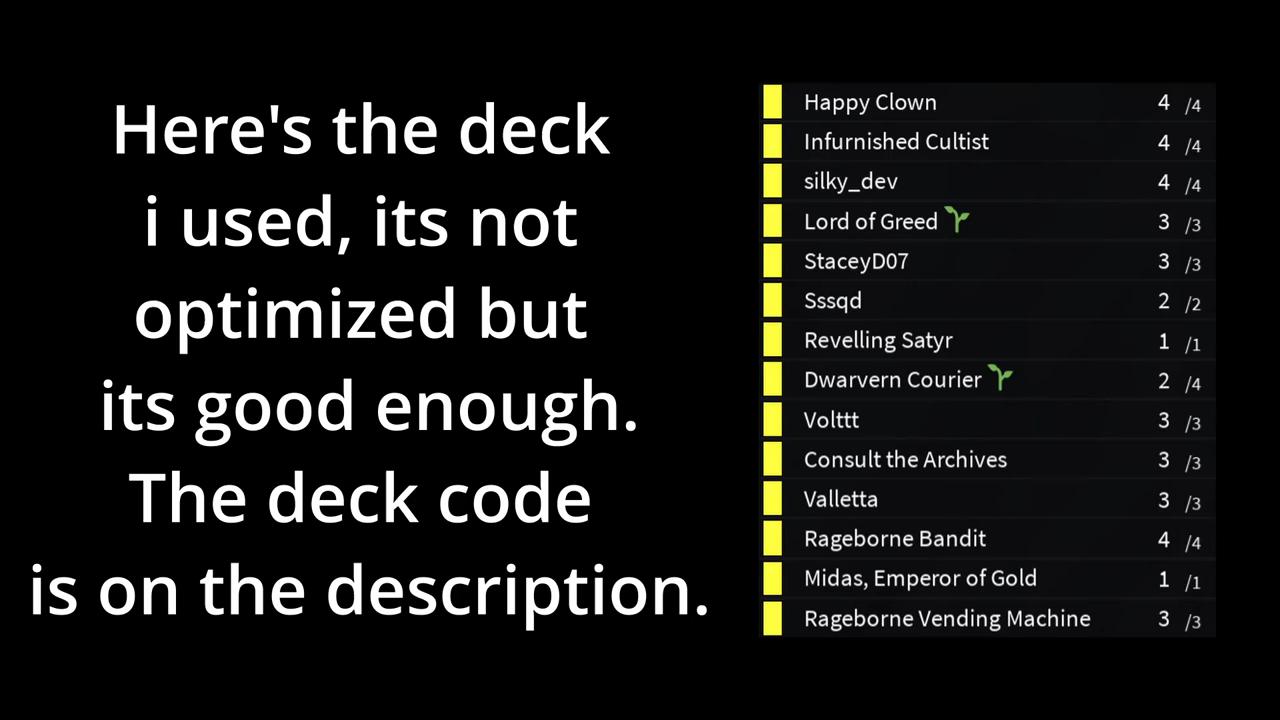 Here's the deck
i used, its not
optimized but
its good enough.
The deck code
is on the description.
Happy Clown 4 /4
Infurnished Cultist 4 /4
silky_dev 4 /4
Lord of Greed 3 /3
StaceyD07 3 /3
Sssqd 2 /2
Revelling Satyr 1 /1
Dwarvern Courier 2 /4
Volttt 3 /3
Consult the Archives 3 /3
Valletta 3 /3
Rageborne Bandit 4 /4
Midas, Emperor of Gold 1 /1
Rageborne Vending Machine 3 /3